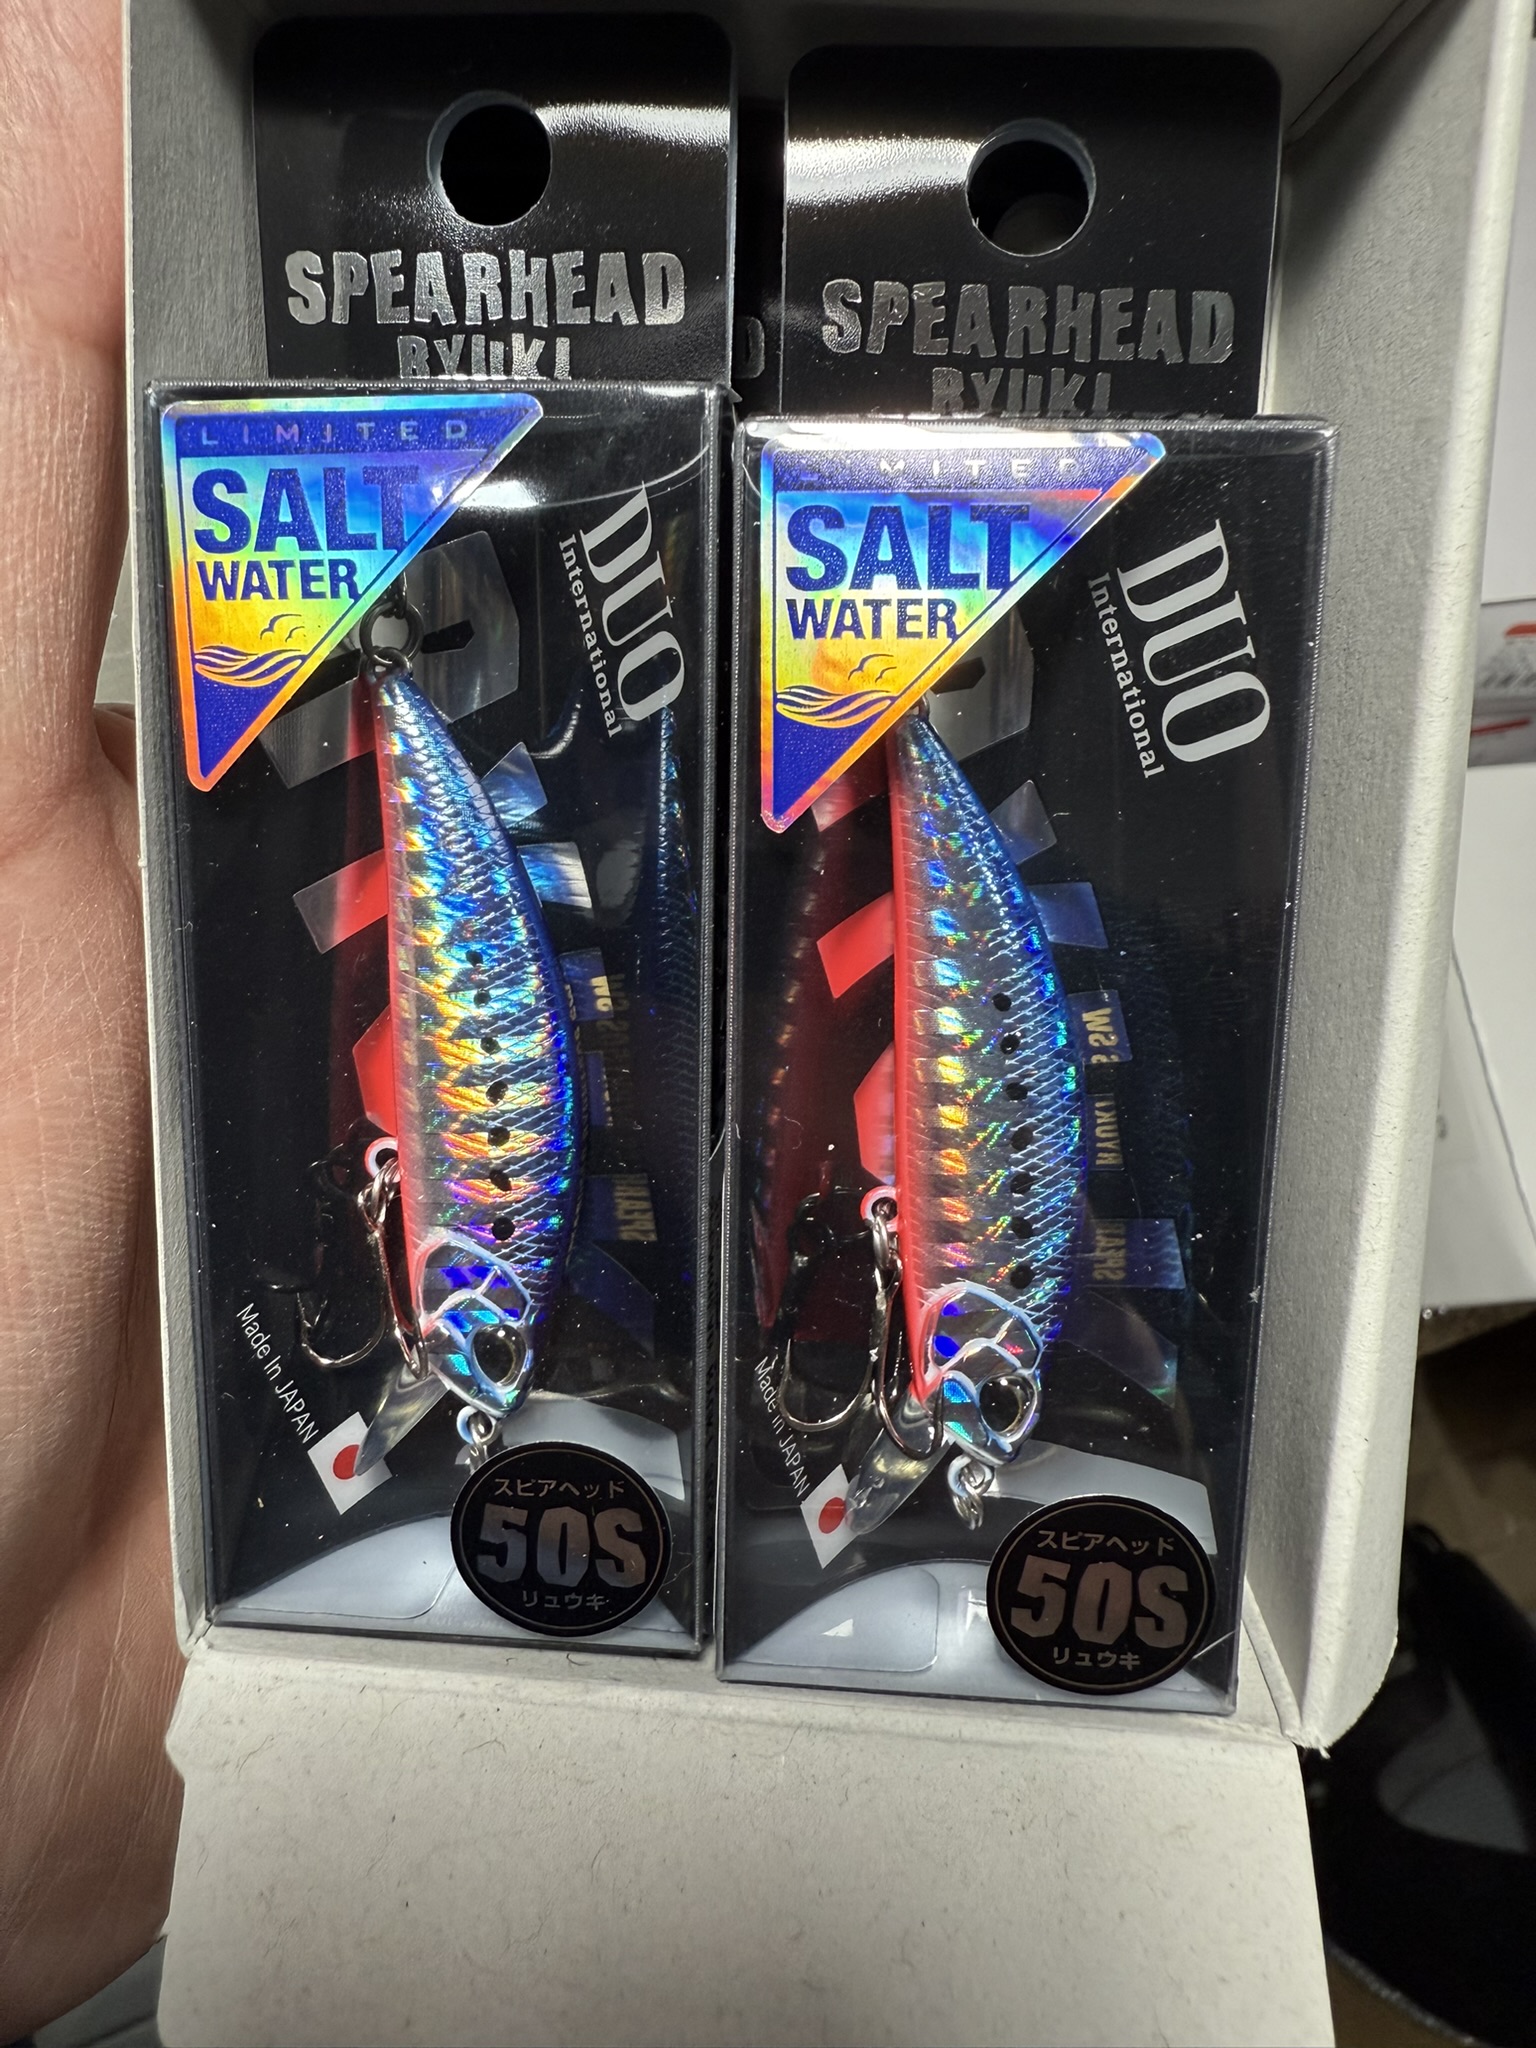 SPEARHEAD
RYUKI
LIMITED
SALT
WATER
DUO
International
Made In JAPAN
スピアヘッド
50S
リュウキ
SPEARHEAD
RYUKI
LIMITED
SALT
WATER
DUO
International
Made In JAPAN
スピアヘッド
50S
リュウキ